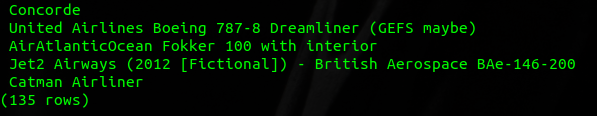 Concorde
United Airlines Boeing 787-8 Dreamliner (GEFS maybe)
AirAtlanticOcean Fokker 100 with interior
Jet2 Airways (2012 [Fictional]) - British Aerospace BAe-146-200
Catman Airliner
(135 rows)